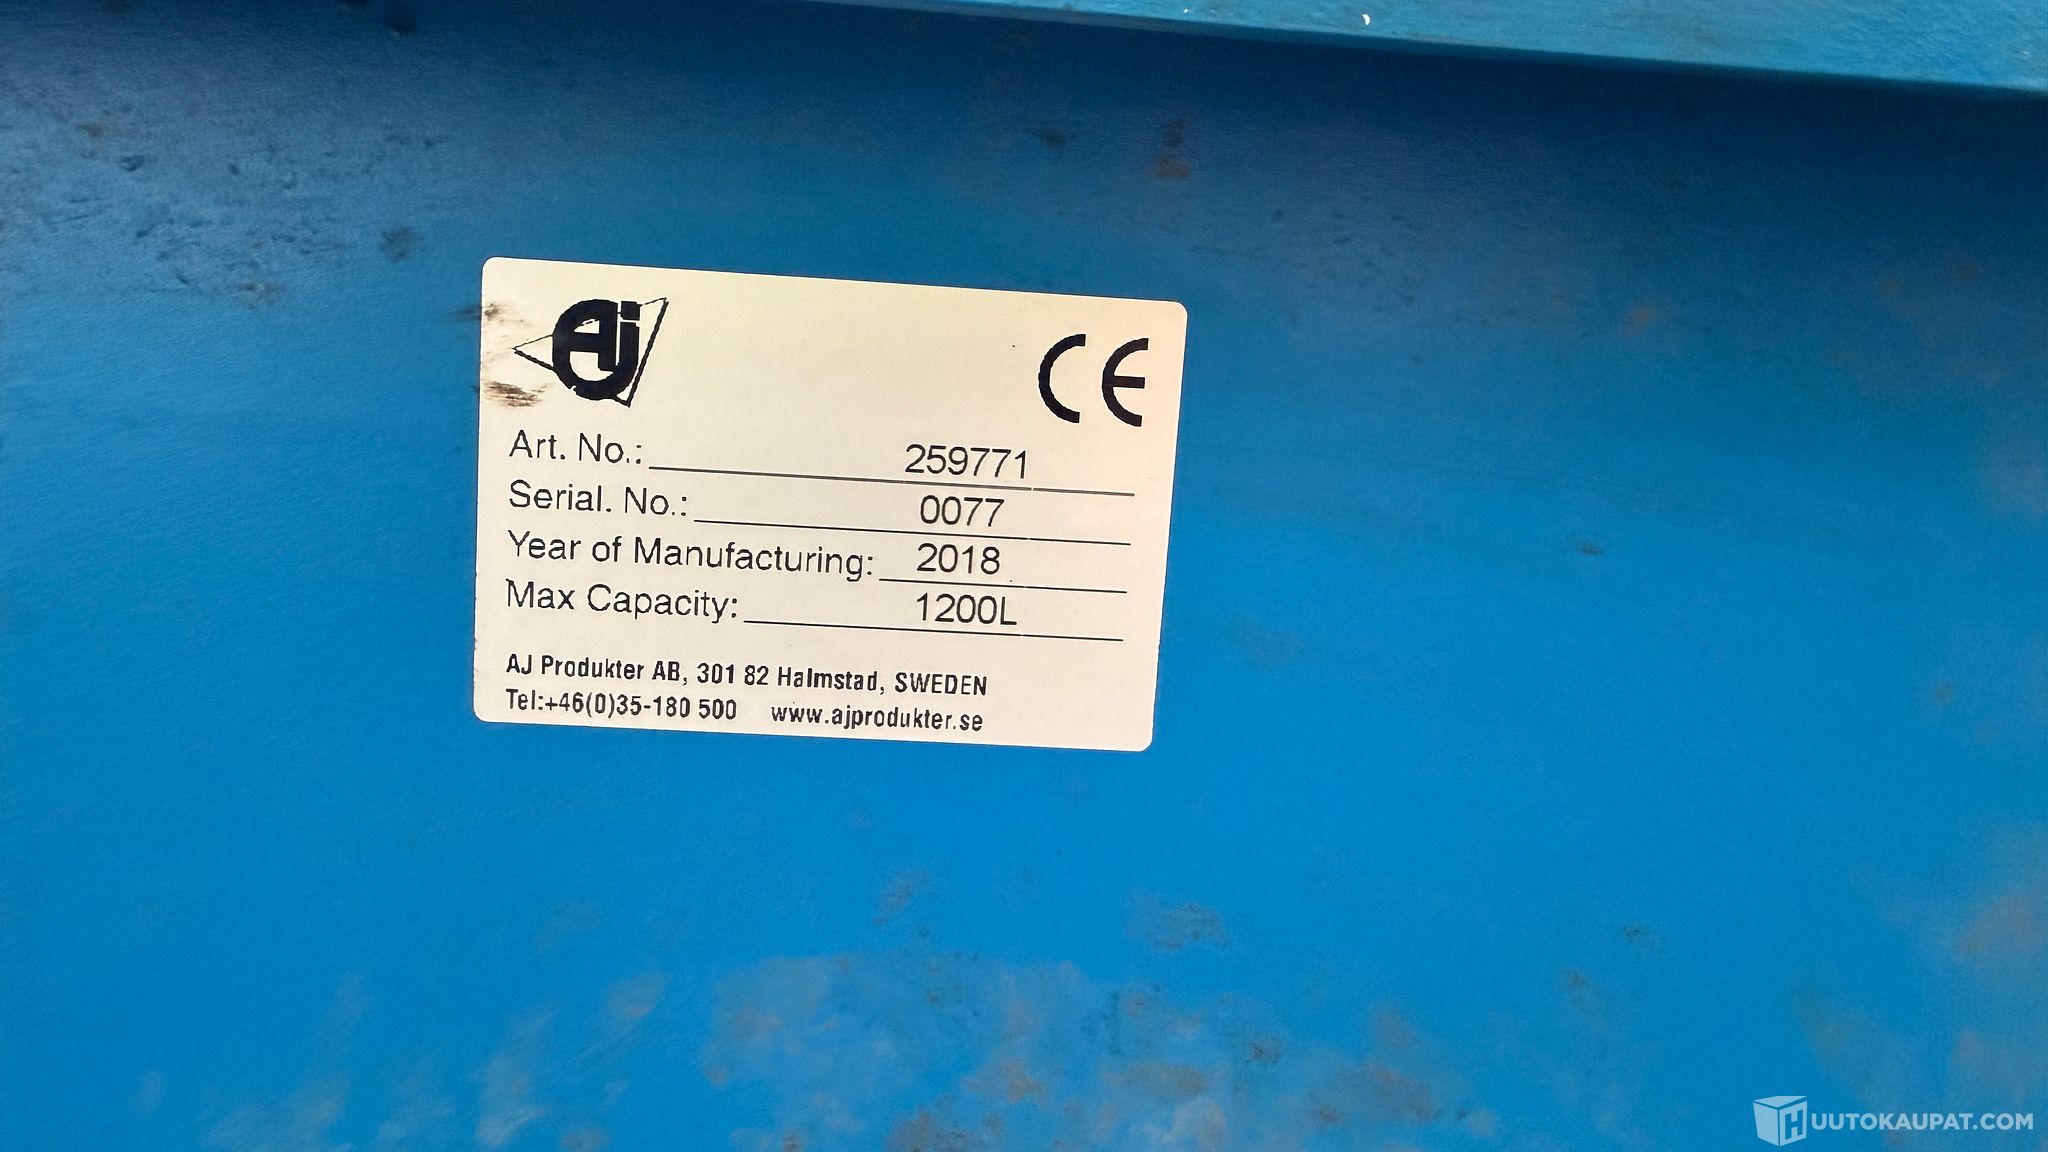 Aj
CE
Art. No.: 259771
Serial. No.: 0077
Year of Manufacturing: 2018
Max Capacity: 1200L
AJ Produkter AB, 301 82 Halmstad, SWEDEN
Tel:+46(0)35-180 500 www.ajprodukter.se
HUUTOKAUPAT.COM